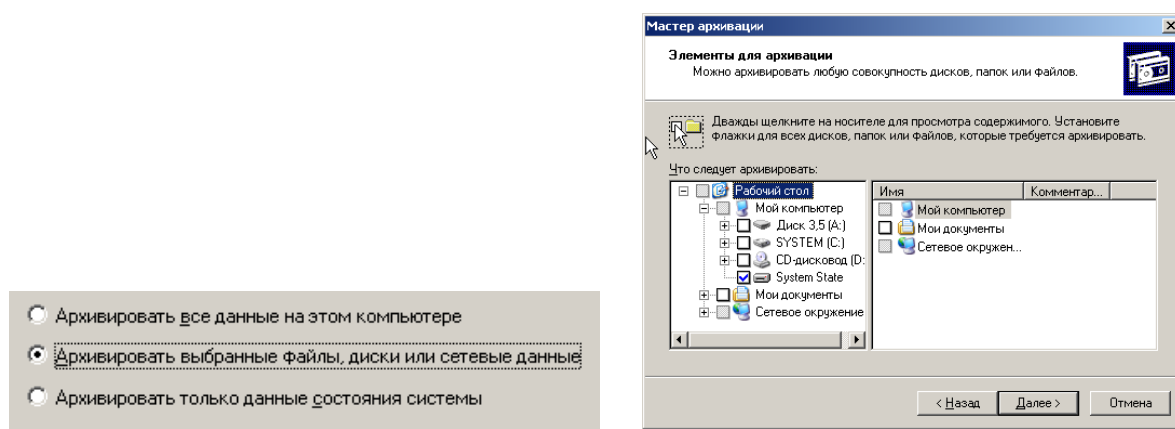 Архивировать все данные на этом компьютере
Архивировать выбранные файлы, диски или сетевые данные
Архивировать только данные состояния системы
Мастер архивации
Элементы для архивации
Можно архивировать любую совокупность дисков, папок или файлов.
Дважды щелкните на носителе для просмотра содержимого. Установите
флажки для всех дисков, папок или файлов, которые требуется архивировать.
Что следует архивировать:
Рабочий стол
Мой компьютер
Диск 3,5 (A:)
SYSTEM (C:)
CD-дисковод (D:
System State
Мои документы
Сетевое окружение
Имя Комментар...
Мой компьютер
Мои документы
Сетевое окружен...
< Назад Далее > Отмена